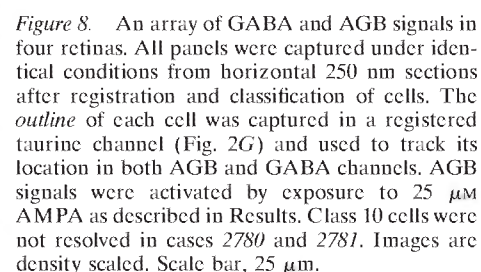 Figure 8. An array of GABA and AGB signals in
four retinas. All panels were captured under iden-
tical conditions from horizontal 250 nm sections
after registration and classification of cells. The
outline of each cell was captured in a registered
taurine channel (Fig. 2G) and used to track its
location in both AGB and GABA channels. AGB
signals were activated by exposure to 25 μM
AMPA as described in Results. Class 10 cells were
not resolved in cases 2780 and 2781. Images are
density scaled. Scale bar, 25 μm.